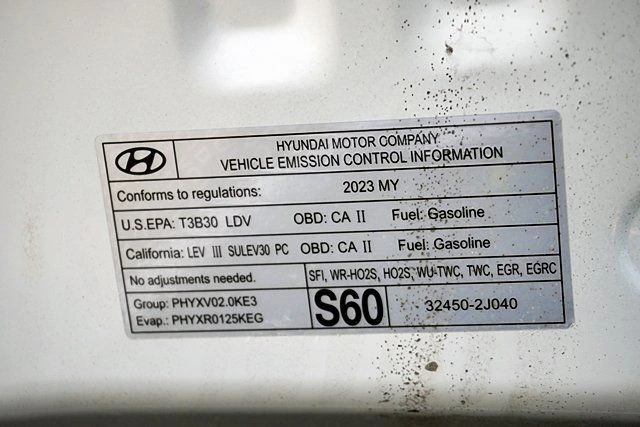 HYUNDAI MOTOR COMPANY
VEHICLE EMISSION CONTROL INFORMATION
Conforms to regulations: 2023 MY
U.S.EPA: T3B30 LDV OBD: CA II Fuel: Gasoline
California: LEV III SULEV30 PC OBD: CA II Fuel: Gasoline
No adjustments needed. SFI, WR-HO2S, HO2S, WU-TWC, TWC, EGR, EGRC
Group: PHYXV02.0KE3
Evap.: PHYXR0125KEG
S60 32450-2J040